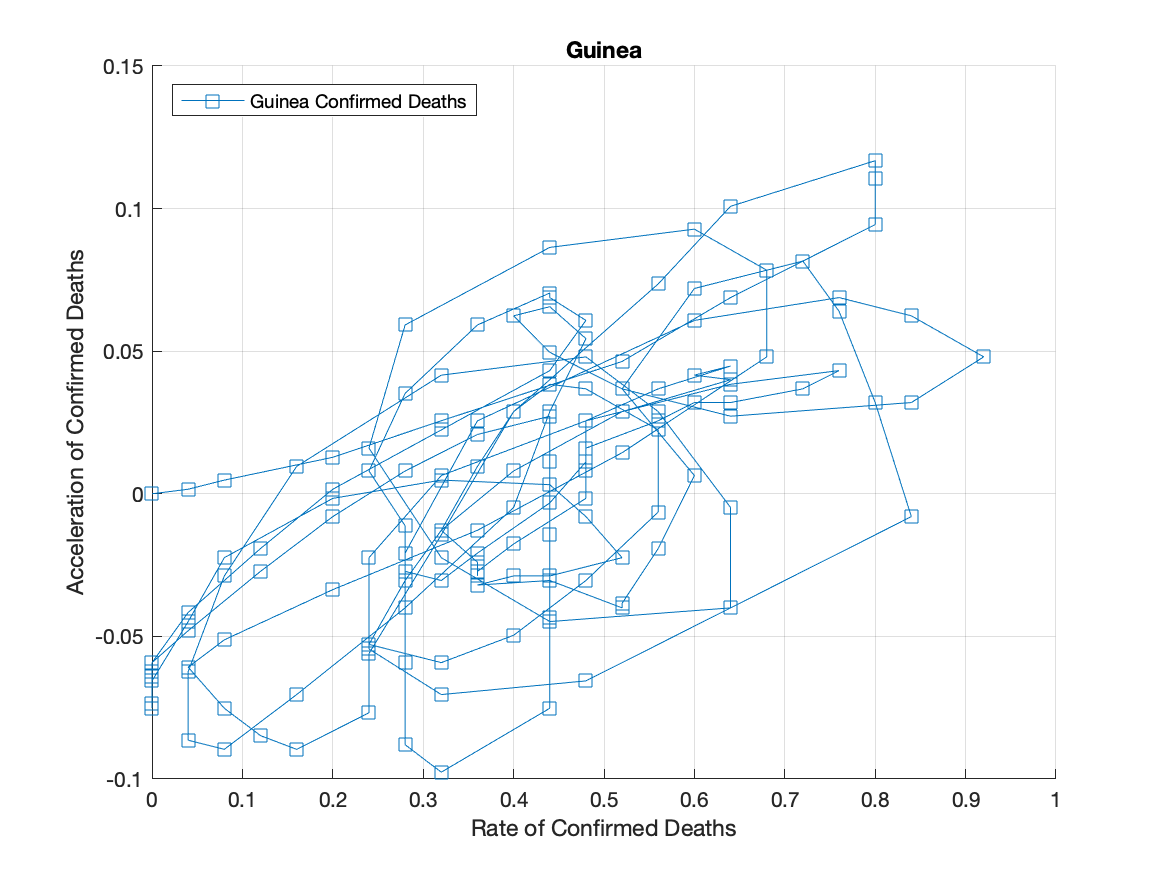 Guinea
0.15
Guinea Confirmed Deaths
0.1
0.05
0
-0.05
-0.1
Acceleration of Confirmed Deaths
0 0.1 0.2 0.3 0.4 0.5 0.6 0.7 0.8 0.9 1
Rate of Confirmed Deaths